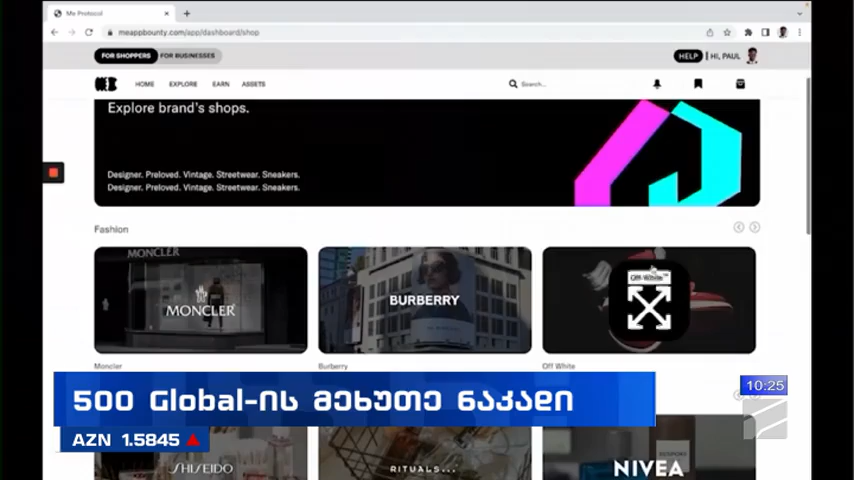 Me Protocol
meappbounty.com/app/dashboard/shop
FOR SHOPPERS FOR BUSINESSES
HELP HI, PAUL
HOME EXPLORE EARN ASSETS
Search...
Explore brand's shops.
Designer. Preloved. Vintage. Streetwear. Sneakers.
Designer. Preloved. Vintage. Streetwear. Sneakers.
Fashion
MONCLER
MONCLER
BURBERRY
Off-White™
Moncler
Burberry
Off White
500 Global-ის მეხუთე ნაკადი
10:25
AZN 1.5845
SHISEIDO
RITUALS...
NIVEA